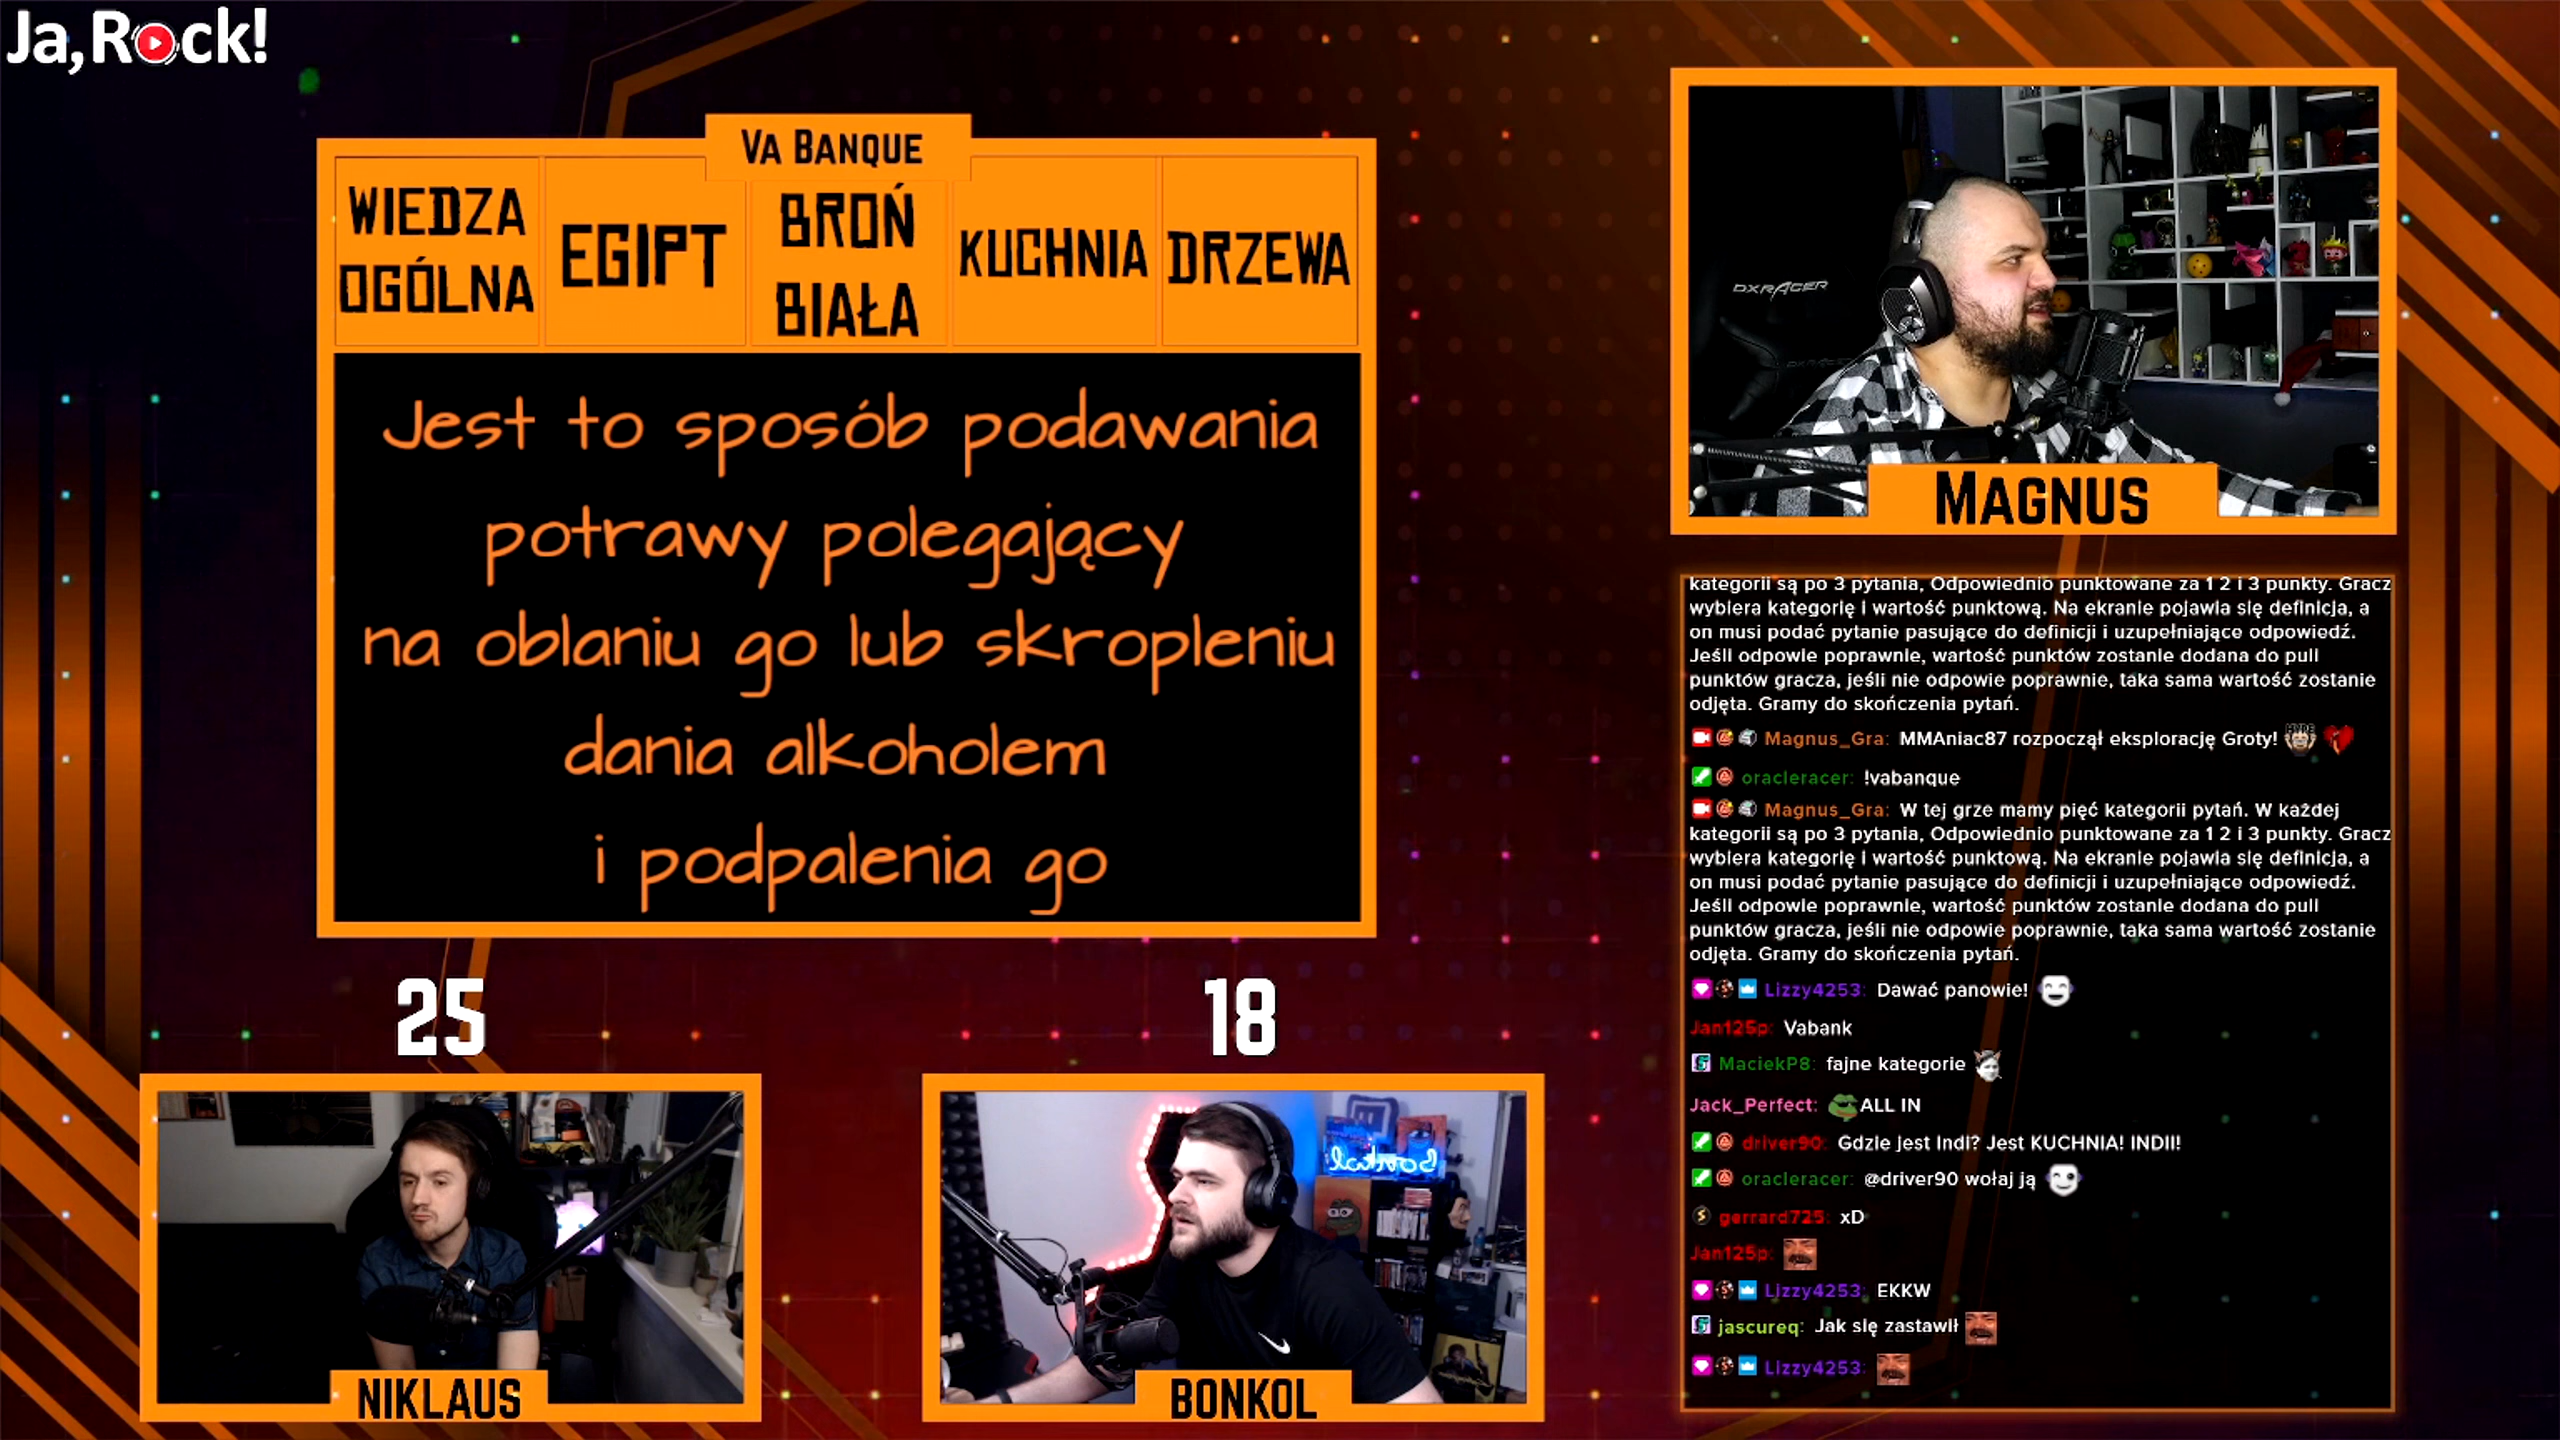 Ja,Rock!
VA BANQUE
WIEDZA
OGÓLNA
EGIPT
BROŃ
BIAŁA
KUCHNIA
DRZEWA
Jest to sposób podawania
potrawy polegający
na oblaniu go lub skropleniu
dania alkoholem
i podpalenia go
25
18
NIKLAUS
BONKOL
DXRACER
MAGNUS
kategorii są po 3 pytania, Odpowiednio punktowane za 1 2 i 3 punkty. Gracz
wybiera kategorię i wartość punktową. Na ekranie pojawia się definicja, a
on musi podać pytanie pasujące do definicji i uzupełniające odpowiedź.
Jeśli odpowie poprawnie, wartość punktów zostanie dodana do puli
punktów gracza, jeśli nie odpowie poprawnie, taka sama wartość zostanie
odjęta. Gramy do skończenia pytań.
Magnus_Gra: MMAniac87 rozpoczął eksplorację Groty!
oracleracer: !vabanque
Magnus_Gra: W tej grze mamy pięć kategorii pytań. W każdej
kategorii są po 3 pytania, Odpowiednio punktowane za 1 2 i 3 punkty. Gracz
wybiera kategorię i wartość punktową. Na ekranie pojawia się definicja, a
on musi podać pytanie pasujące do definicji i uzupełniające odpowiedź.
Jeśli odpowie poprawnie, wartość punktów zostanie dodana do puli
punktów gracza, jeśli nie odpowie poprawnie, taka sama wartość zostanie
odjęta. Gramy do skończenia pytań.
Lizzy4253: Dawać panowie!
Jan125p: Vabank
MaciekP8: fajne kategorie
Jack_Perfect: ALL IN
driver90: Gdzie jest Indi? Jest KUCHNIA! INDII!
oracleracer: @driver90 wołaj ją
gerrard725: xD
Jan125p:
Lizzy4253: EKKW
jascureq: Jak się zastawił
Lizzy4253: